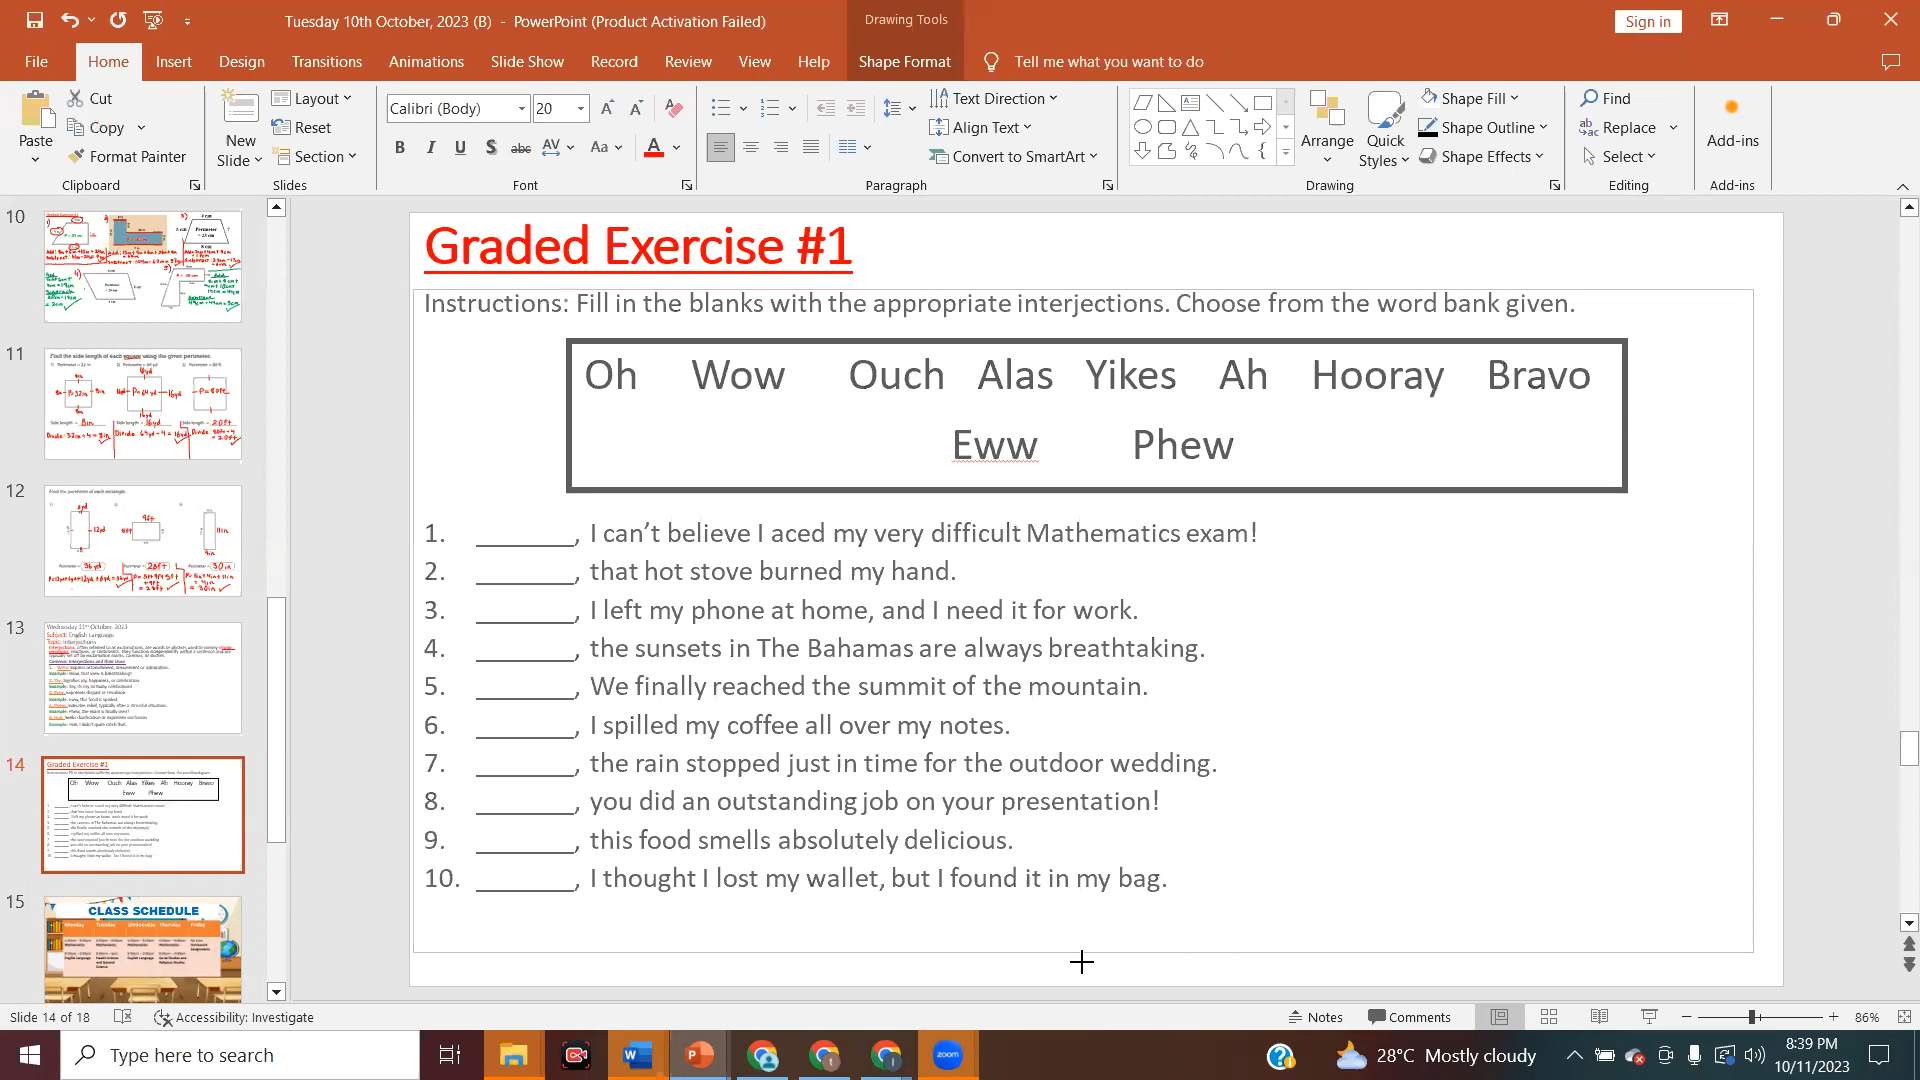 Tuesday 10th October, 2023 (B) - PowerPoint (Product Activation Failed)
Drawing Tools
Sign in
File Home Insert Design Transitions Animations Slide Show Record Review View Help Shape Format Tell me what you want to do
Cut
Copy
Format Painter
Paste
Clipboard
New Slide
Layout
Reset
Section
Slides
Calibri (Body) 20
B I U S abc AV Aa A
Font
Text Direction
Align Text
Convert to SmartArt
Paragraph
Arrange
Quick Styles
Shape Fill
Shape Outline
Shape Effects
Drawing
Find
Replace
Select
Editing
Add-ins
Add-ins
10
11
12
13
14
15
CLASS SCHEDULE
Graded Exercise #1
Instructions: Fill in the blanks with the appropriate interjections. Choose from the word bank given.
Oh Wow Ouch Alas Yikes Ah Hooray Bravo
Eww Phew
1. _______, I can’t believe I aced my very difficult Mathematics exam!
2. _______, that hot stove burned my hand.
3. _______, I left my phone at home, and I need it for work.
4. _______, the sunsets in The Bahamas are always breathtaking.
5. _______, We finally reached the summit of the mountain.
6. _______, I spilled my coffee all over my notes.
7. _______, the rain stopped just in time for the outdoor wedding.
8. _______, you did an outstanding job on your presentation!
9. _______, this food smells absolutely delicious.
10. _______, I thought I lost my wallet, but I found it in my bag.
Slide 14 of 18 Accessibility: Investigate
Notes Comments 86%
Type here to search
zoom
28°C Mostly cloudy
8:39 PM
10/11/2023